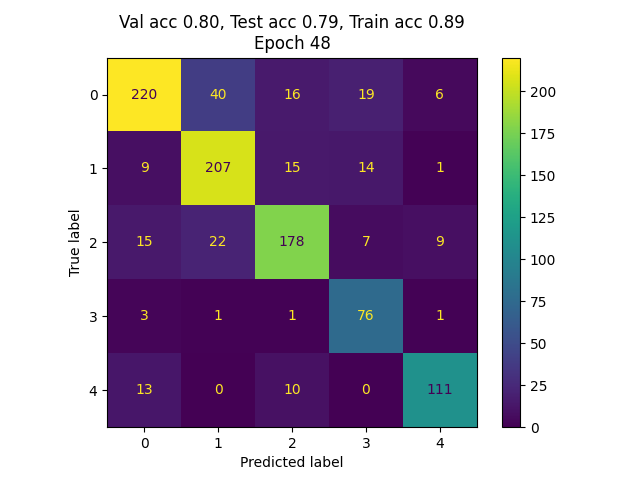 Val acc 0.80, Test acc 0.79, Train acc 0.89
Epoch 48
0 220 40 16 19 6
1 9 207 15 14 1
2 15 22 178 7 9
3 3 1 1 76 1
4 13 0 10 0 111
0 1 2 3 4
True label
Predicted label
200
175
150
125
100
75
50
25
0